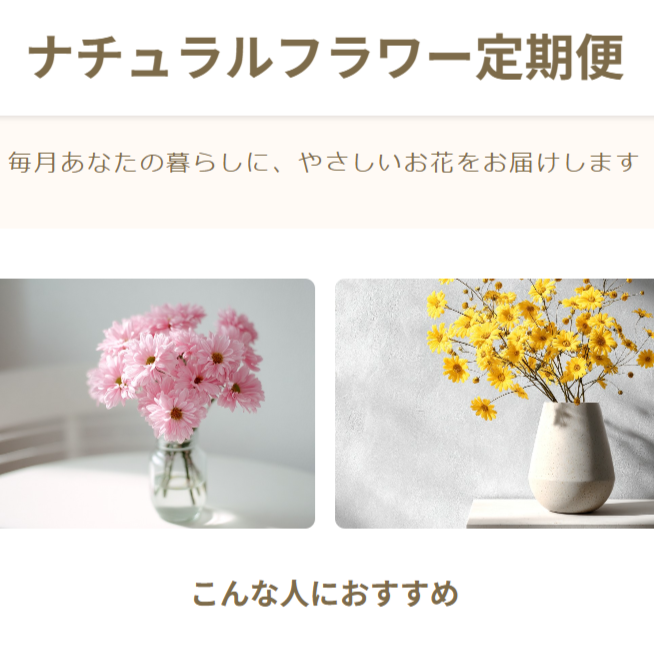 ナチュラルフラワー定期便
毎月あなたの暮らしに、やさしいお花をお届けします
こんな人におすすめ